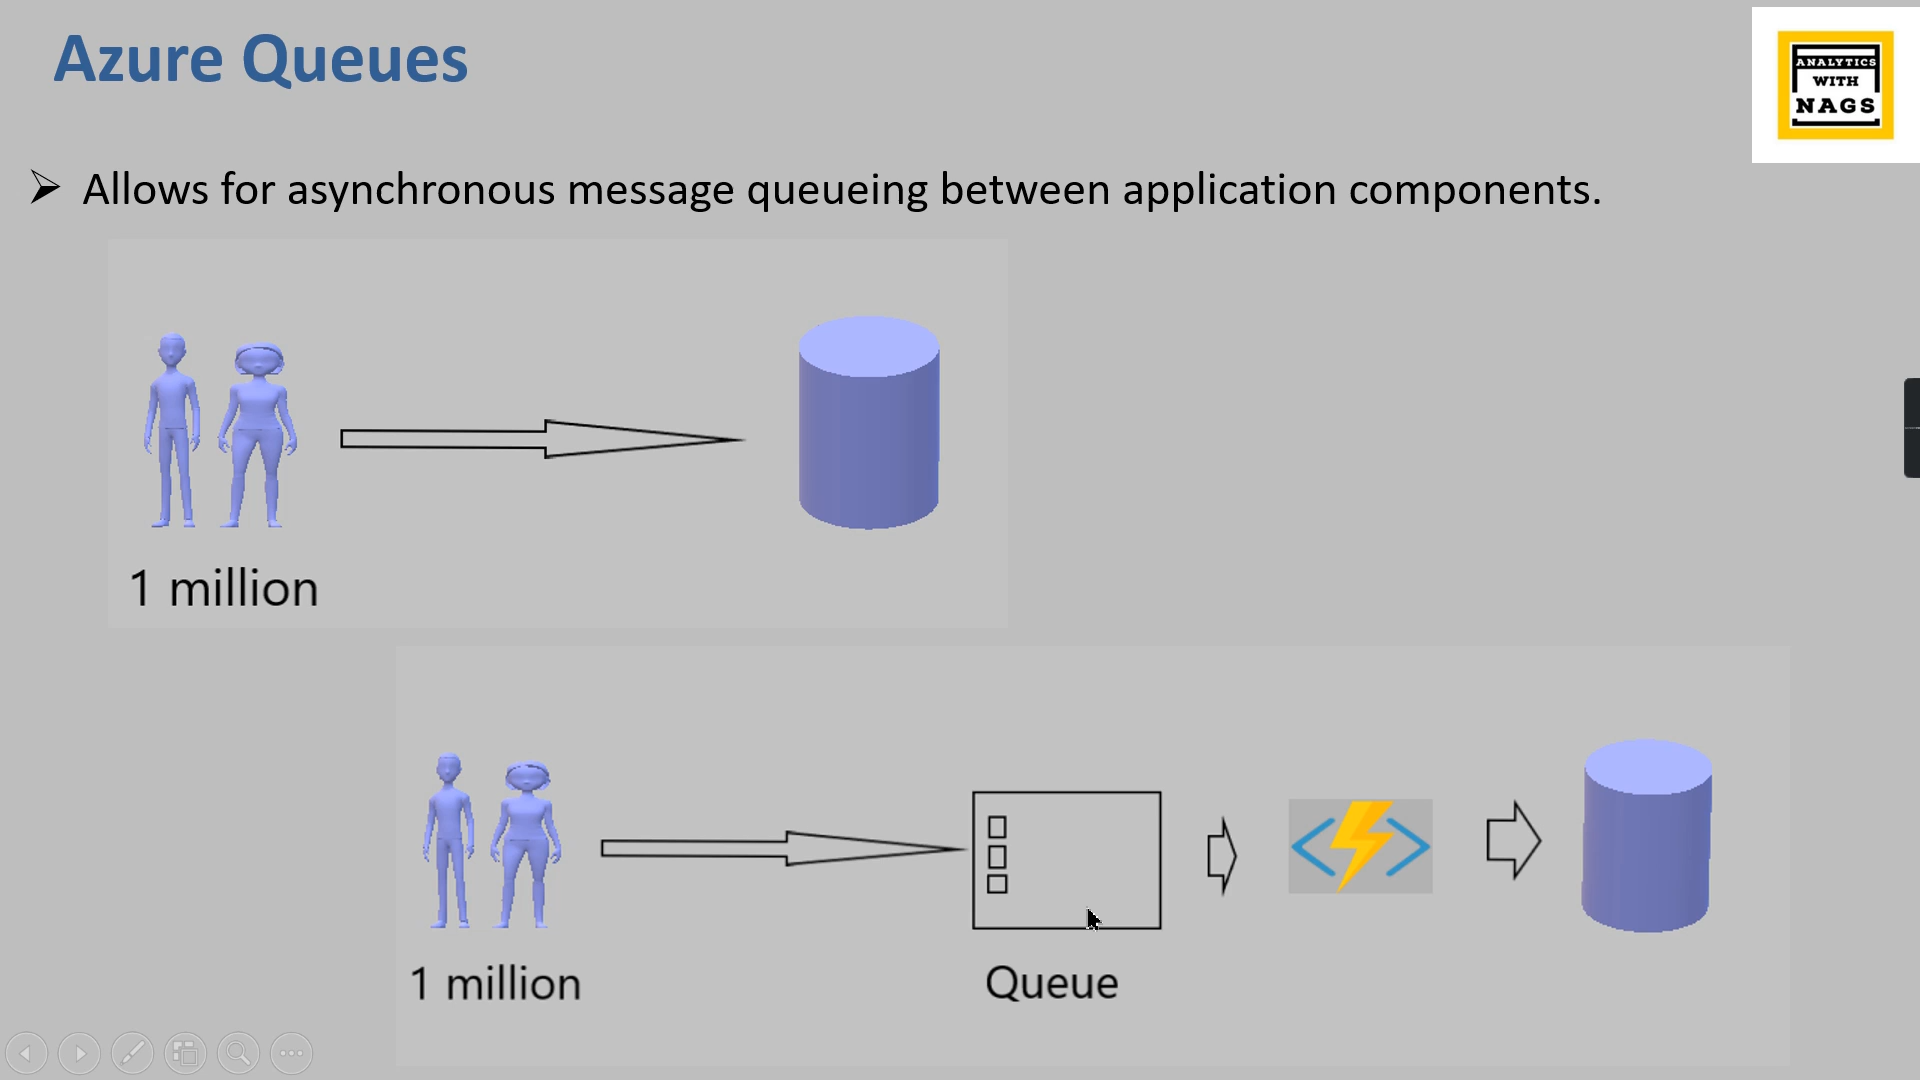 Azure Queues
ANALYTICS
WITH
NAGS
Allows for asynchronous message queueing between application components.
1 million
1 million
Queue